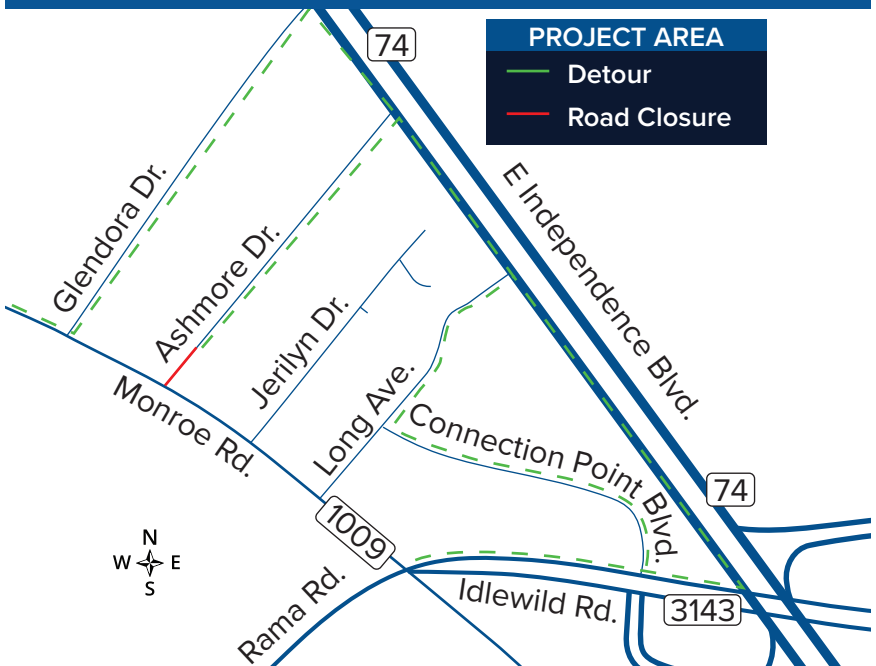 74
PROJECT AREA
Detour
Road Closure
E Independence Blvd.
Glendora Dr.
Ashmore Dr.
Jerilyn Dr.
Monroe Rd.
Long Ave.
Connection Point Blvd.
74
1009
N
W E
S
Rama Rd.
Idlewild Rd.
3143